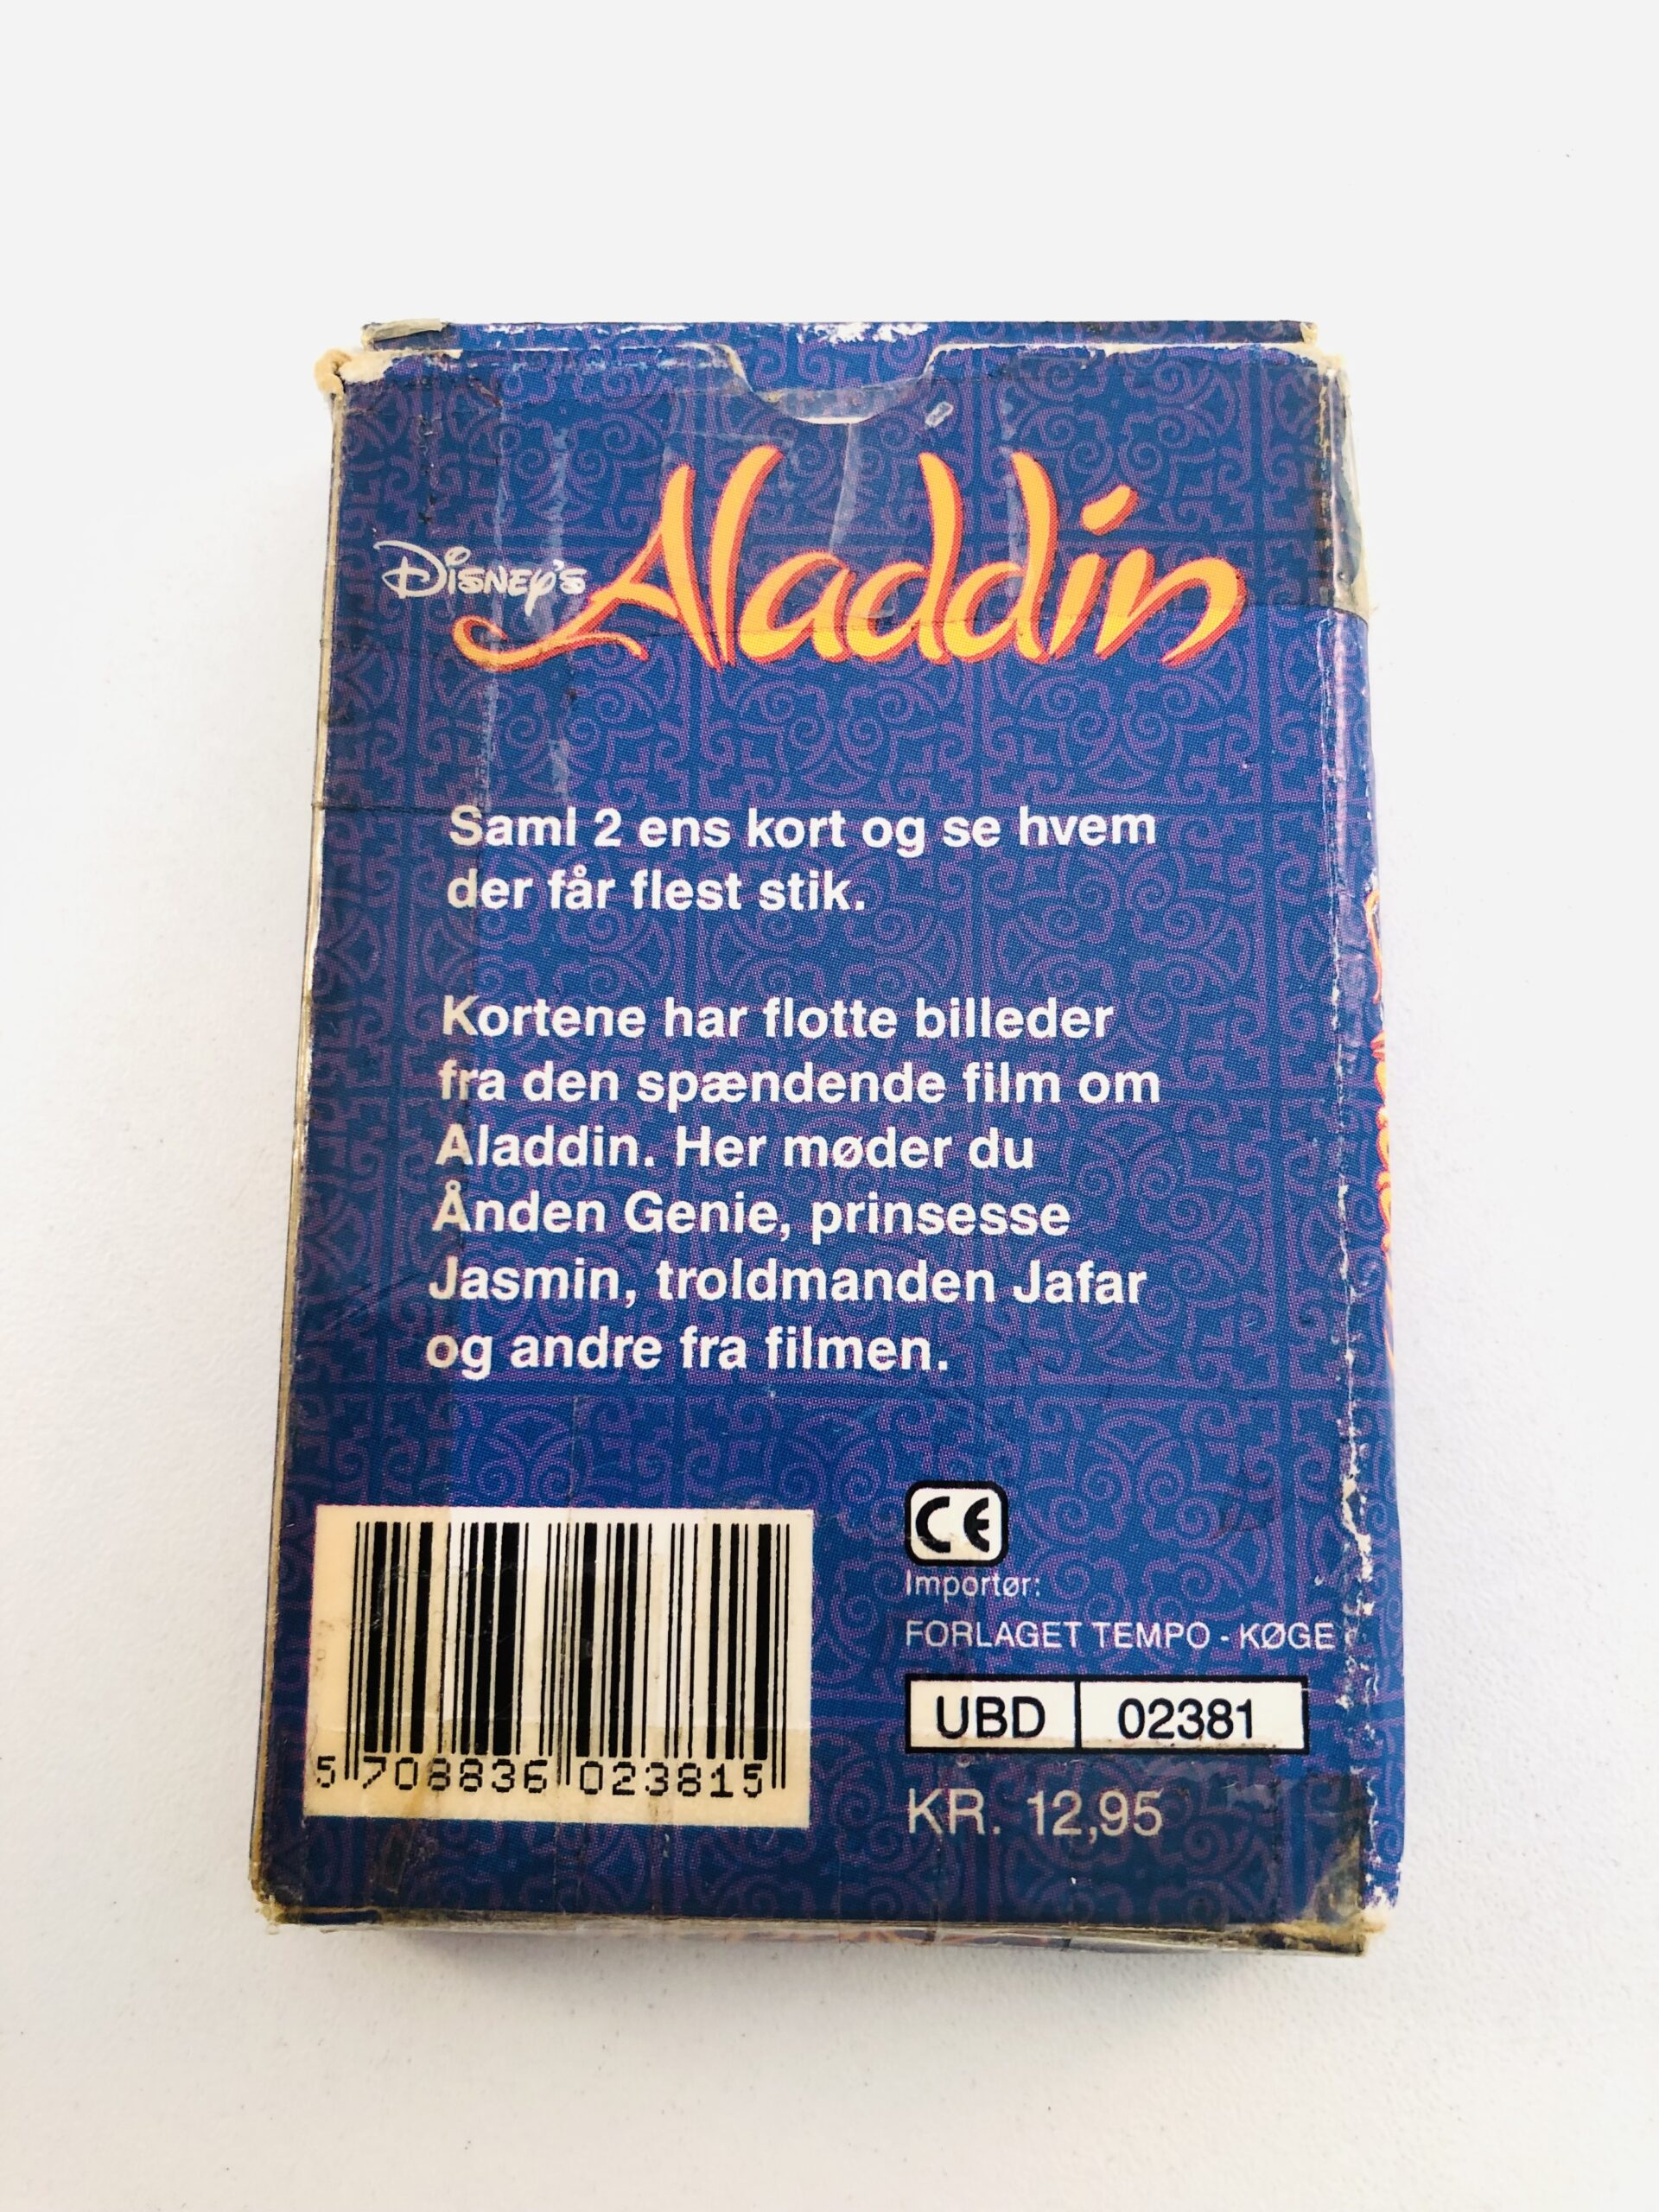 Disney's Aladdin
Saml 2 ens kort og se hvem
der får flest stik.
Kortene har flotte billeder
fra den spændende film om
Aladdin. Her møder du
Ånden Genie, prinsesse
Jasmin, troldmanden Jafar
og andre fra filmen.
CE
Importør:
FORLAGET TEMPO - KØGE
UBD 02381
5 708836 023815
KR. 12,95